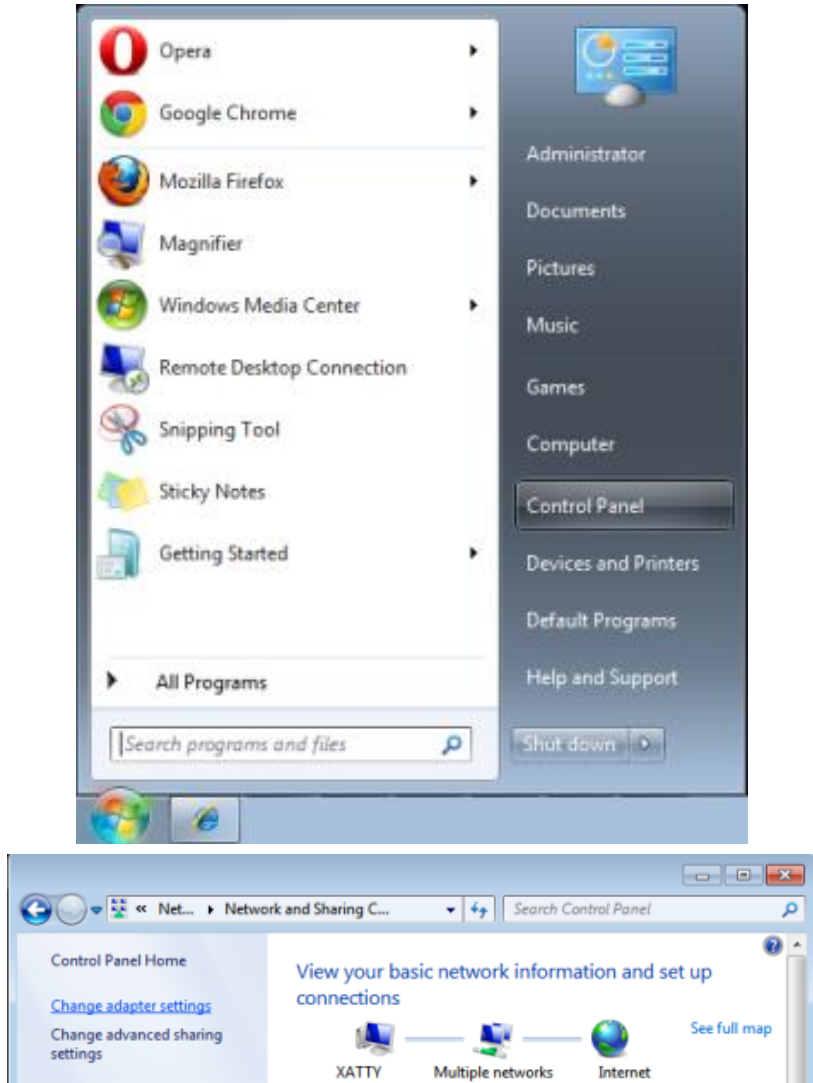 Opera
Google Chrome
Mozilla Firefox
Magnifier
Windows Media Center
Remote Desktop Connection
Snipping Tool
Sticky Notes
Getting Started
All Programs
Search programs and files
Administrator
Documents
Pictures
Music
Games
Computer
Control Panel
Devices and Printers
Default Programs
Help and Support
Shut down
« Net... Network and Sharing C...
Search Control Panel
Control Panel Home
Change adapter settings
Change advanced sharing
settings
View your basic network information and set up
connections
See full map
XATTY Multiple networks Internet